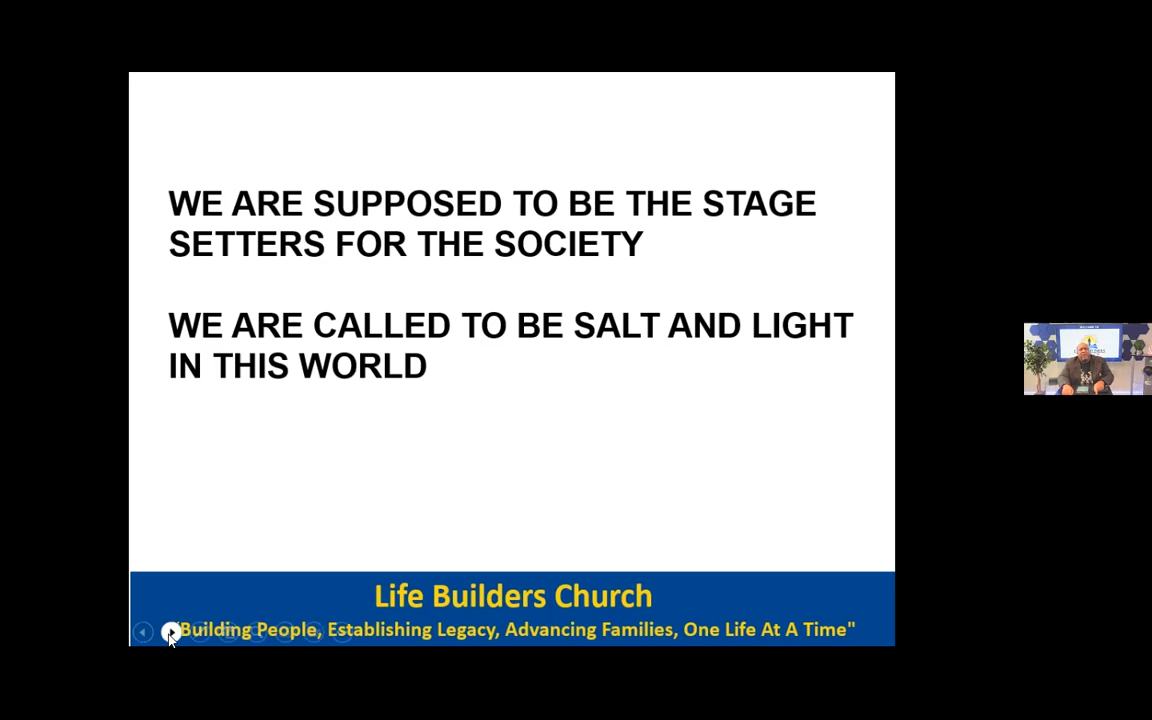 WE ARE SUPPOSED TO BE THE STAGE
SETTERS FOR THE SOCIETY
WE ARE CALLED TO BE SALT AND LIGHT
IN THIS WORLD
Life Builders Church
"Building People, Establishing Legacy, Advancing Families, One Life At A Time"